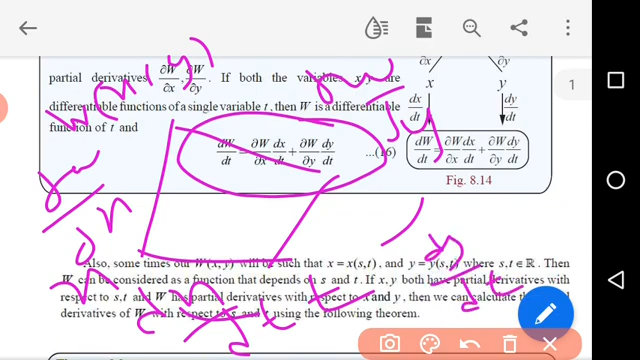 ∂x ∂y
partial derivatives, ∂W/∂x, ∂W/∂y. If both the variables x, y are
differentiable functions of a single variable t, then W is a differentiable
function of t and
dW/dt = ∂W/∂x dx/dt + ∂W/∂y dy/dt ...(16)
x y
dx/dt dy/dt
dW/dt = ∂W/∂x dx/dt + ∂W/∂y dy/dt
Fig. 8.14
1
W(x,y)
Also, some times our W(x, y) will be such that x = x(s,t), and y = y(s,t) where s,t ∈ ℝ. Then
W can be considered as a function that depends on s and t. If x, y both have partial derivatives with
respect to s,t and W has partial derivatives with respect to x and y, then we can calculate the partial
derivatives of W with respect to s and t using the following theorem.